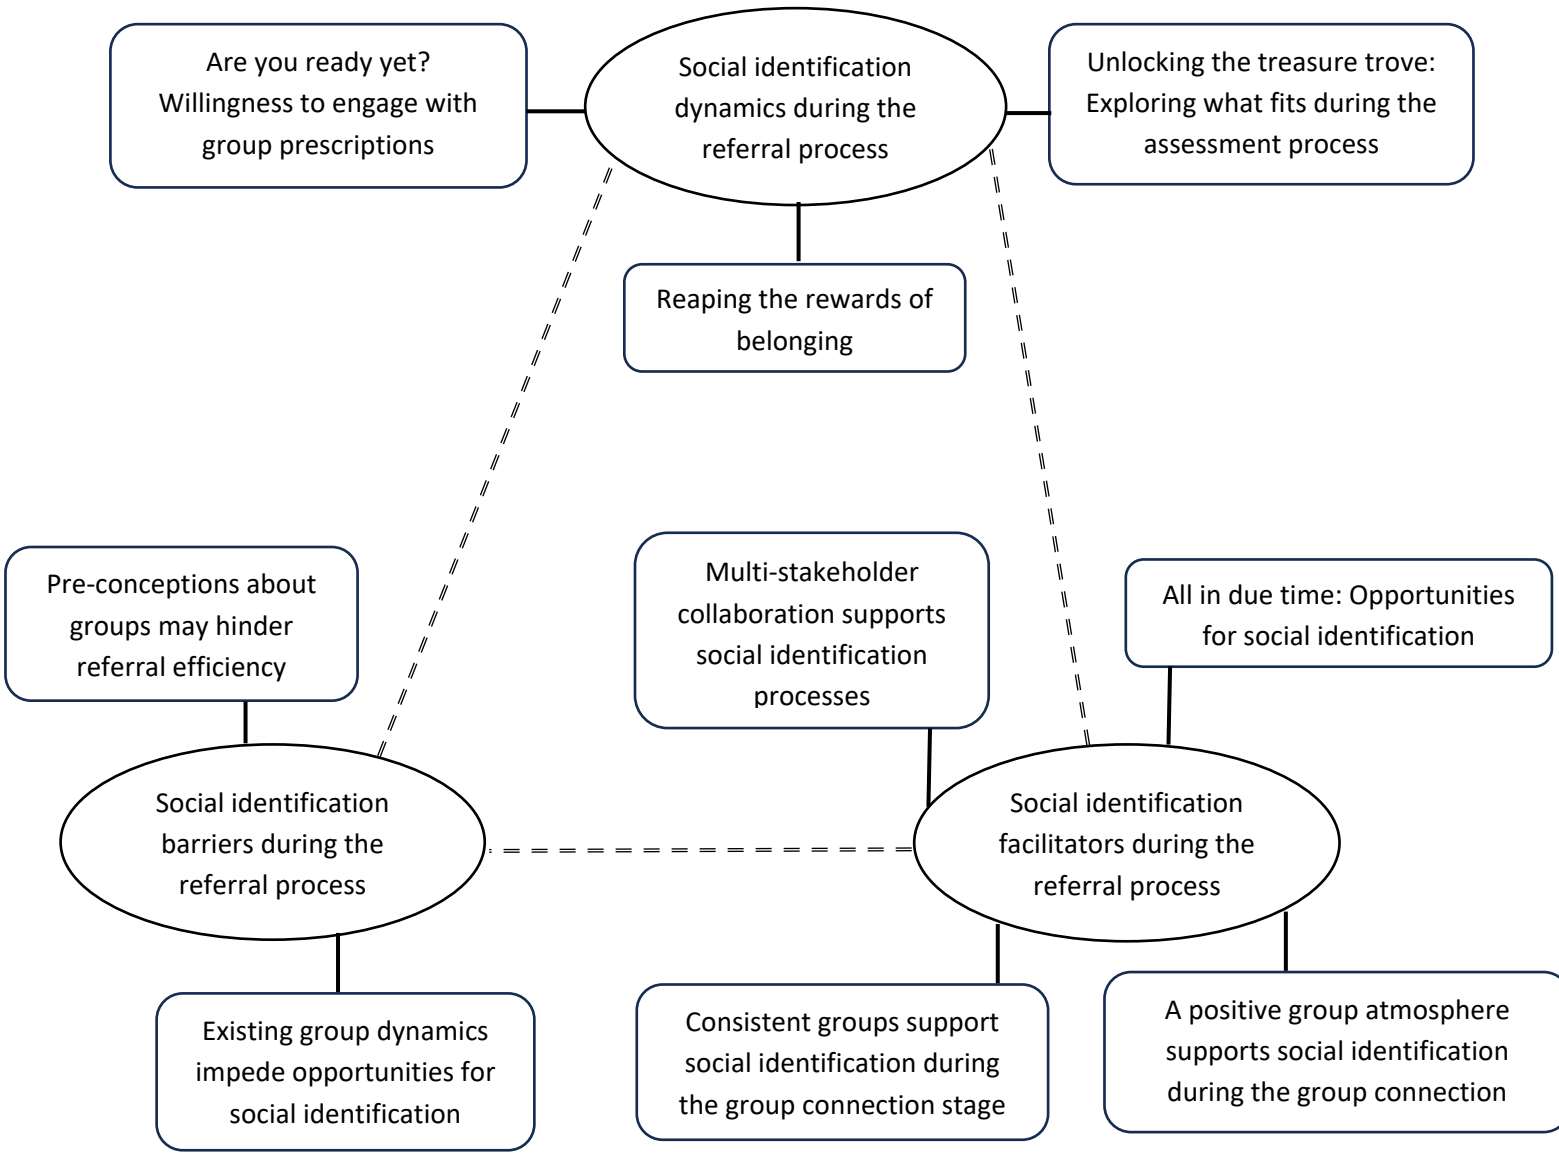 Are you ready yet?
Willingness to engage with
group prescriptions
Social identification
dynamics during the
referral process
Unlocking the treasure trove:
Exploring what fits during the
assessment process
Reaping the rewards of
belonging
Pre-conceptions about
groups may hinder
referral efficiency
Multi-stakeholder
collaboration supports
social identification
processes
All in due time: Opportunities
for social identification
Social identification
barriers during the
referral process
Social identification
facilitators during the
referral process
Existing group dynamics
impede opportunities for
social identification
Consistent groups support
social identification during
the group connection stage
A positive group atmosphere
supports social identification
during the group connection